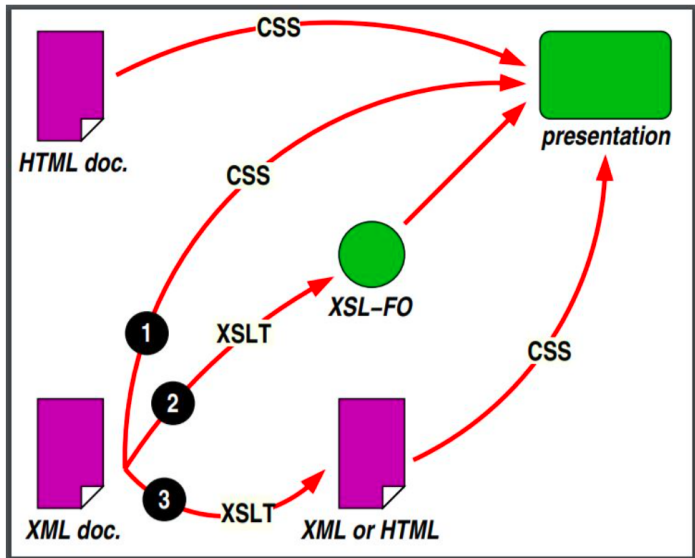 CSS
presentation
HTML doc.
CSS
XSL–FO
1
XSLT
CSS
2
3
XSLT
XML doc.
XML or HTML